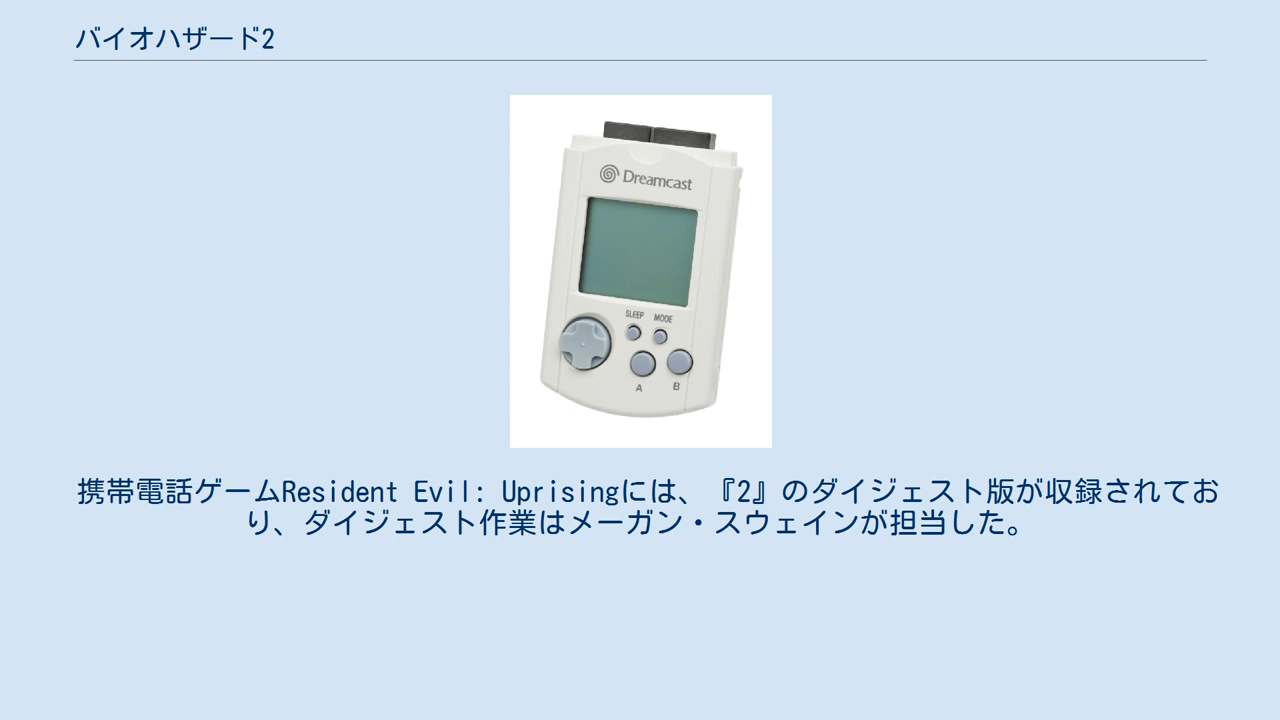 バイオハザード2
Dreamcast
SLEEP MODE
A B
携帯電話ゲームResident Evil: Uprisingには、『2』のダイジェスト版が収録されてお
り、ダイジェスト作業はメーガン・スウェインが担当した。